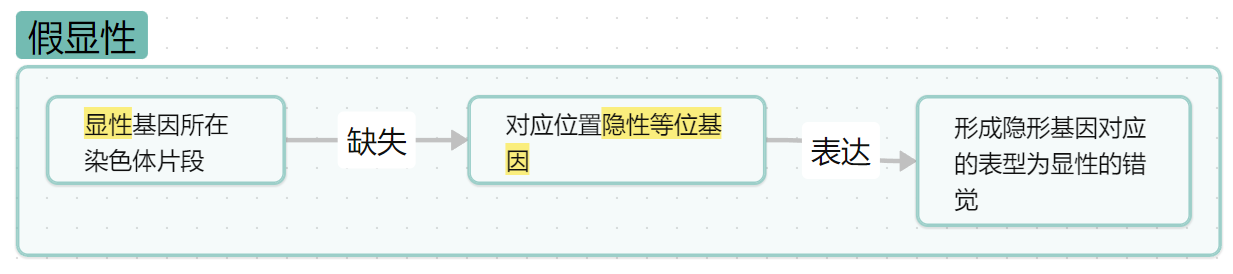 假显性
显性基因所在
染色体片段
缺失
对应位置隐性等位基
因
表达
形成隐形基因对应
的表型为显性的错
觉